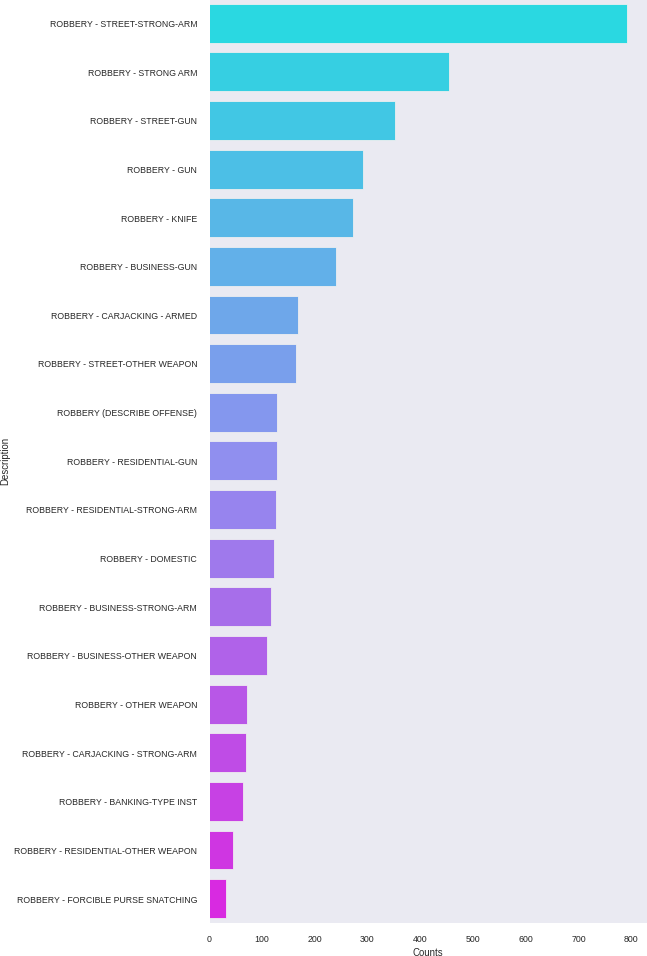 ROBBERY - STREET-STRONG-ARM
ROBBERY - STRONG ARM
ROBBERY - STREET-GUN
ROBBERY - GUN
ROBBERY - KNIFE
ROBBERY - BUSINESS-GUN
ROBBERY - CARJACKING - ARMED
ROBBERY - STREET-OTHER WEAPON
ROBBERY (DESCRIBE OFFENSE)
Description
ROBBERY - RESIDENTIAL-GUN
ROBBERY - RESIDENTIAL-STRONG-ARM
ROBBERY - DOMESTIC
ROBBERY - BUSINESS-STRONG-ARM
ROBBERY - BUSINESS-OTHER WEAPON
ROBBERY - OTHER WEAPON
ROBBERY - CARJACKING - STRONG-ARM
ROBBERY - BANKING-TYPE INST
ROBBERY - RESIDENTIAL-OTHER WEAPON
ROBBERY - FORCIBLE PURSE SNATCHING
0 100 200 300 400 500 600 700 800
Counts